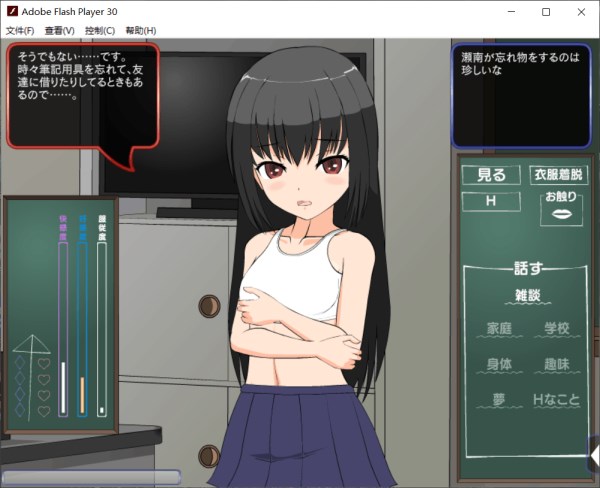 Adobe Flash Player 30
文件(F) 查看(V) 控制(C) 帮助(H)
そうでもない……です。
時々筆記用具を忘れて、友
達に借りたりしてるときもあ
るので……。
瀬南が忘れ物をするのは
珍しいな
見る
衣服着脱
H
お触り
話す
雑談
家庭
学校
身体
趣味
夢
Hなこと
服従度